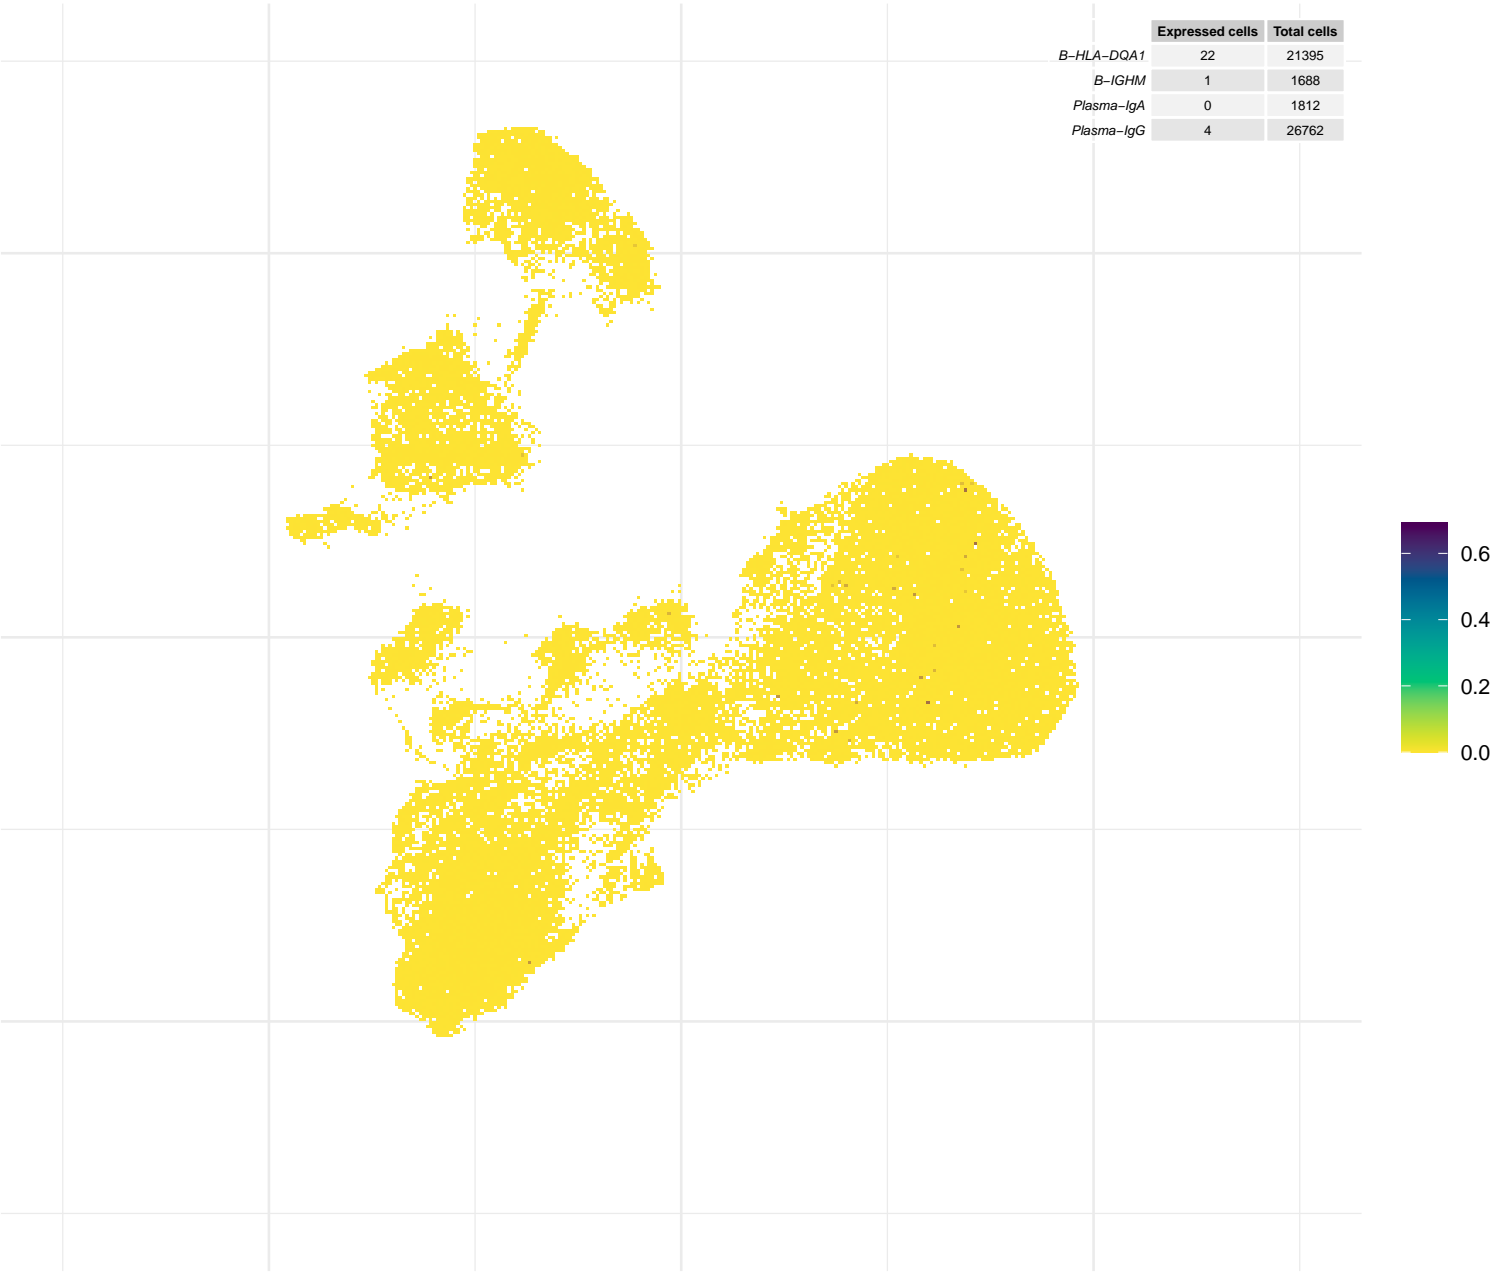 Expressed cells Total cells
B−HLA−DQA1 22 21395
B−IGHM 1 1688
Plasma−IgA 0 1812
Plasma−IgG 4 26762
0.6
0.4
0.2
0.0